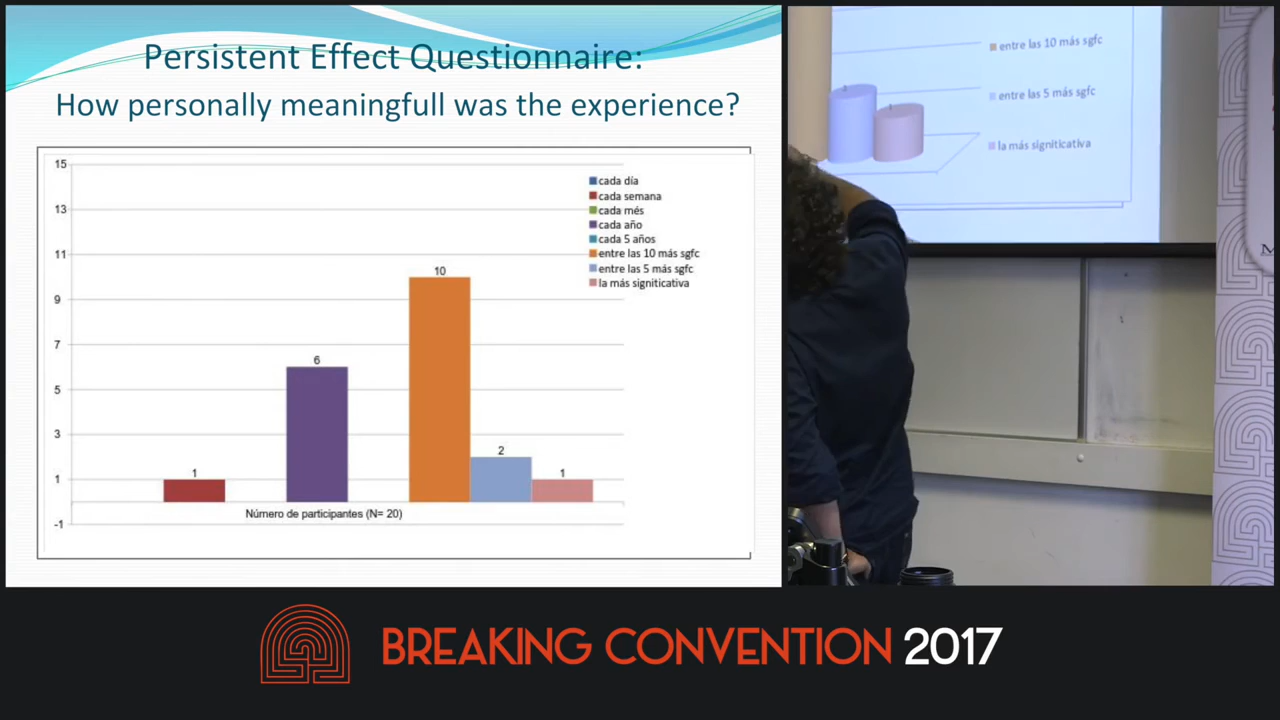 Persistent Effect Questionnaire:
How personally meaningfull was the experience?
15
13
11
9
7
5
3
1
-1
1
6
10
2
1
Número de participantes (N= 20)
cada día
cada semana
cada més
cada año
cada 5 años
entre las 10 más sgfc
entre las 5 más sgfc
la más signiticativa
entre las 10 más sgfc
entre las 5 más sgfc
la más signiticativa
BREAKING CONVENTION 2017